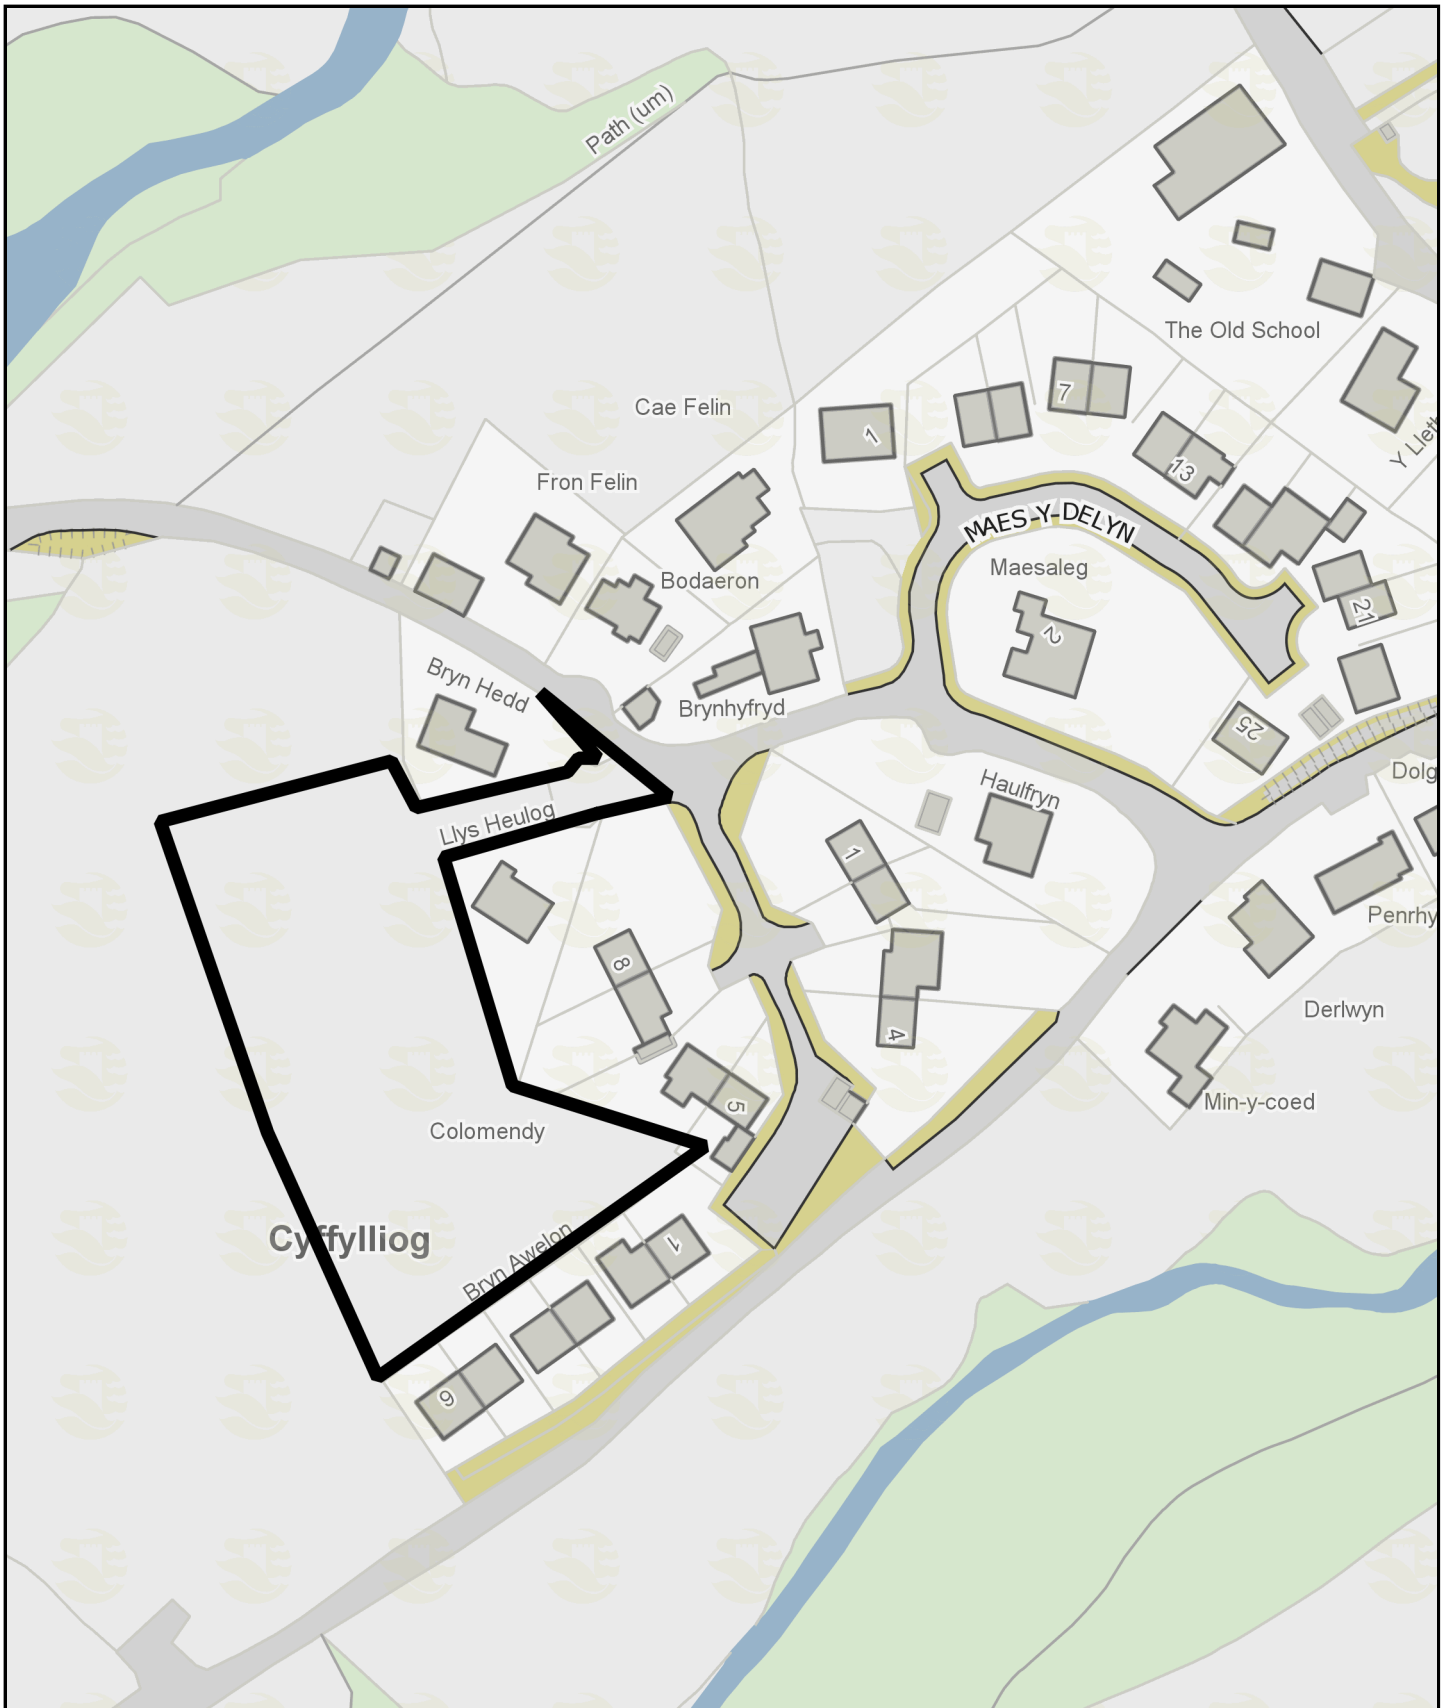 Path (um)
The Old School
Cae Felin
7
1
Y Lleth
13
Fron Felin
MAES Y DELYN
Maesaleg
Bodaeron
21
2
Bryn Hedd
Brynhyfryd
25
Dolg
Haulfryn
Llys Heulog
1
Penrhy
8
Derlwyn
4
Min-y-coed
5
Colomendy
Cyffylliog
Bryn Awelon
1
9